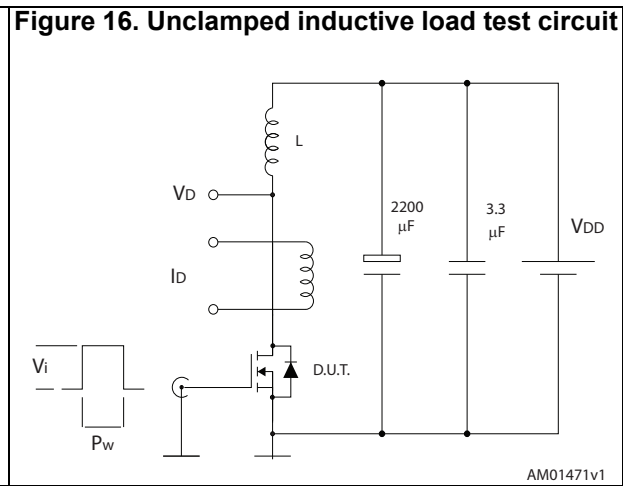 Figure 16. Unclamped inductive load test circuit
L
VD
2200
μF
3.3
μF
VDD
ID
Vi
D.U.T.
Pw
AM01471v1